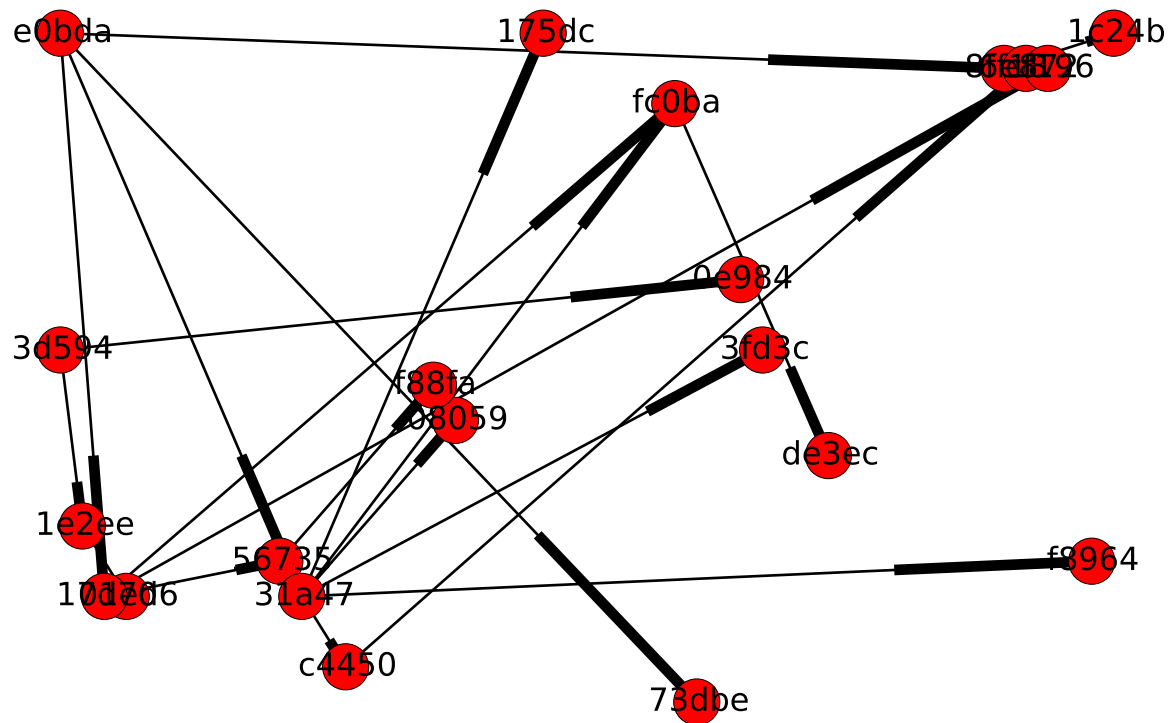 e0bda
175dc
1c24b
fc0ba
0e984
3d594
3fd3c
f88fa
08059
de3ec
1e2ee
56735
31a47
f8964
c4450
73dbe